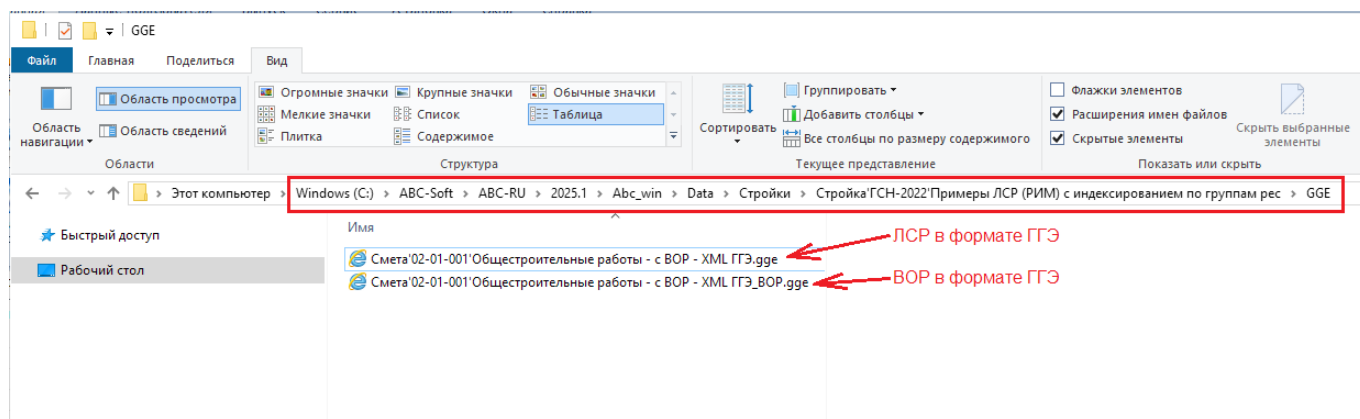 GGE
Файл Главная Поделиться Вид
Область просмотра Огромные значки Крупные значки Обычные значки Группировать Флажки элементов
Мелкие значки Список Таблица Добавить столбцы Расширения имен файлов
Область навигации Область сведений Плитка Содержимое Сортировать Все столбцы по размеру содержимого Скрытые элементы Скрыть выбранные элементы
Области Структура Текущее представление Показать или скрыть
Этот компьютер Windows (C:) ABC-Soft ABC-RU 2025.1 Abc_win Data Стройки Стройка'ГСН-2022'Примеры ЛСР (РИМ) с индексированием по группам рес GGE
Имя
Быстрый доступ
ЛСР в формате ГГЭ
Смета'02-01-001'Общестроительные работы - с ВОР - XML ГГЭ.gge
Рабочий стол
ВОР в формате ГГЭ
Смета'02-01-001'Общестроительные работы - с ВОР - XML ГГЭ_ВОР.gge